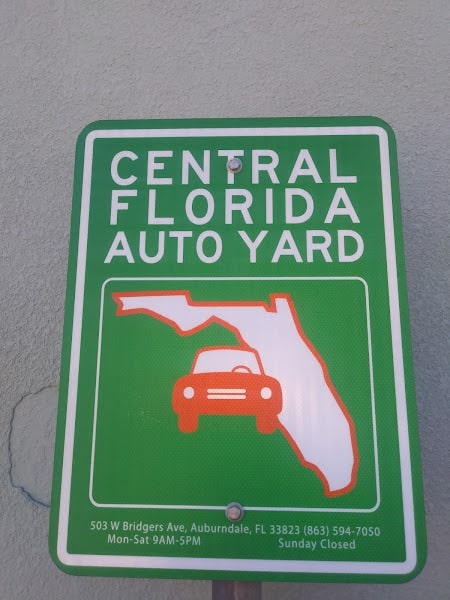 CENTRAL
FLORIDA
AUTO YARD
503 W Bridgers Ave, Auburndale, FL 33823 (863) 594-7050
Mon-Sat 9AM-5PM Sunday Closed